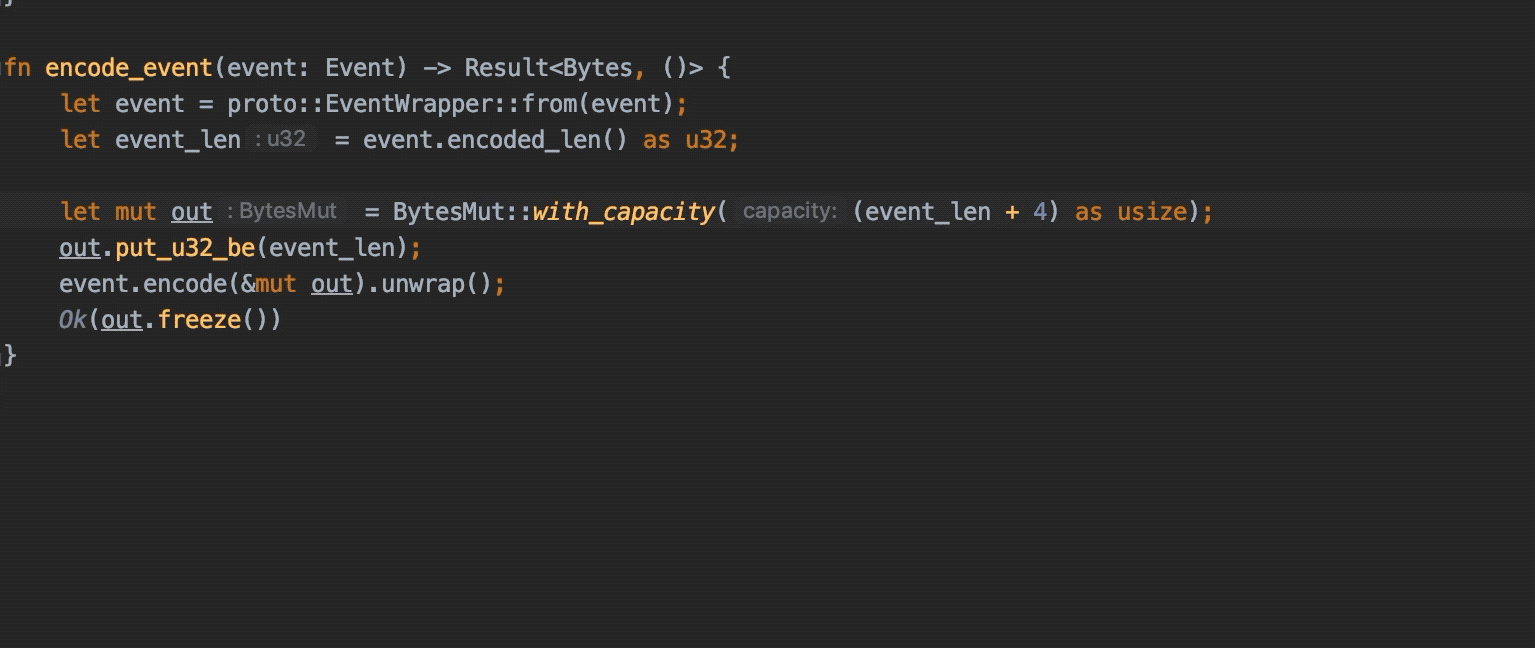 }
fn encode_event(event: Event) -> Result<Bytes, ()> {
let event = proto::EventWrapper::from(event);
let event_len : u32 = event.encoded_len() as u32;
let mut out : BytesMut = BytesMut::with_capacity( capacity: (event_len + 4) as usize);
out.put_u32_be(event_len);
event.encode(&mut out).unwrap();
Ok(out.freeze())
}